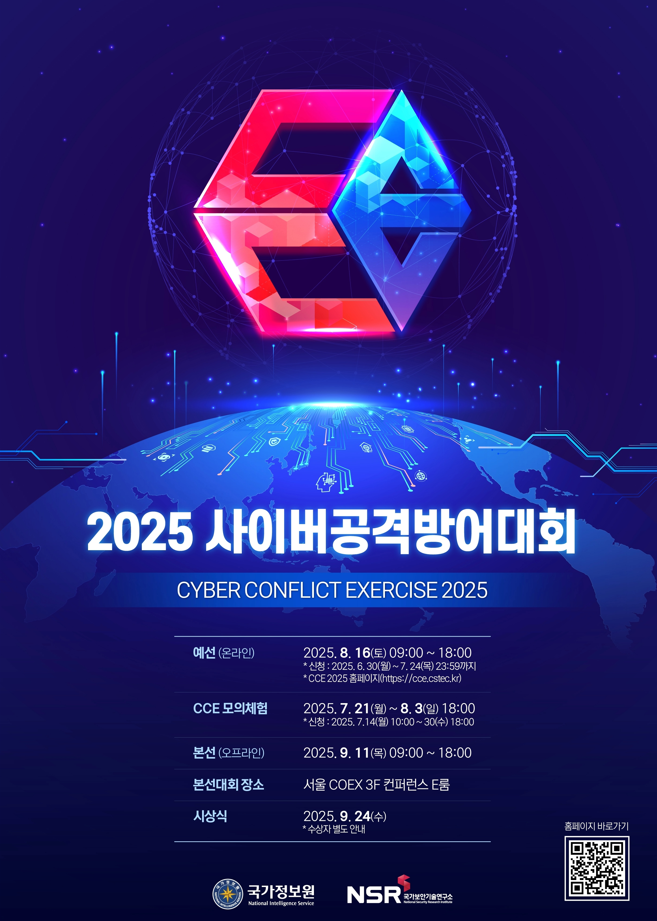 2025 사이버공격방어대회
CYBER CONFLICT EXERCISE 2025
예선 (온라인) 2025. 8. 16(토) 09:00 ~ 18:00
* 신청 : 2025. 6. 30(월) ~ 7. 24(목) 23:59까지
* CCE 2025 홈페이지(https://cce.cstec.kr)
CCE 모의체험 2025. 7. 21(월) ~ 8. 3(일) 18:00
* 신청 : 2025. 7.14(월) 10:00 ~ 30(수) 18:00
본선 (오프라인) 2025. 9. 11(목) 09:00 ~ 18:00
본선대회 장소 서울 COEX 3F 컨퍼런스 E룸
시상식 2025. 9. 24(수)
* 수상자 별도 안내
홈페이지 바로가기
국가정보원
National Intelligence Service
NSR 국가보안기술연구소
National Security Research Institute